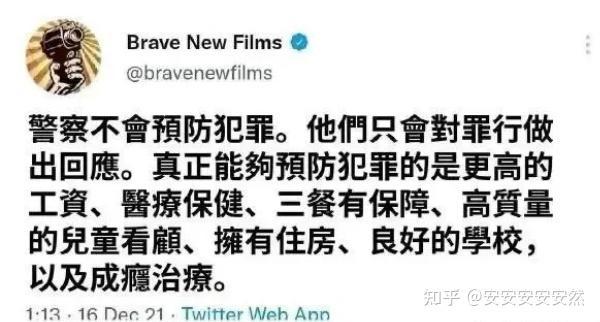 Brave New Films
@bravenewfilms
警察不會預防犯罪。他們只會對罪行做
出回應。真正能夠預防犯罪的是更高的
工資、醫療保健、三餐有保障、高質量
的兒童看顧、擁有住房、良好的學校，
以及成癮治療。
知乎 @安安安安安然
1:13 · 16 Dec 21 · Twitter Web App